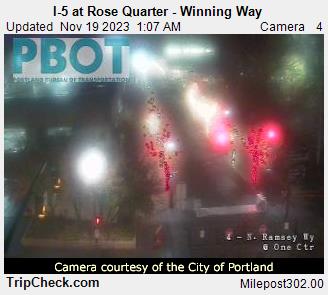 I-5 at Rose Quarter - Winning Way
Updated Nov 19 2023 1:07 AM Camera 4
PBOT
PORTLAND BUREAU OF TRANSPORTATION
4 - N. Ramsey Wy
@ One Ctr
Camera courtesy of the City of Portland
TripCheck.com Milepost302.00